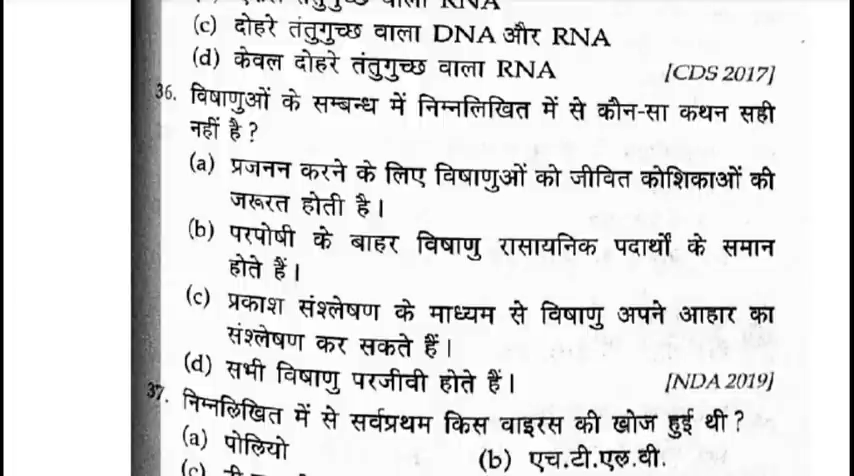 वाला RNA
(c) दोहरे तंतुगुच्छ वाला DNA और RNA
(d) केवल दोहरे तंतुगुच्छ वाला RNA [CDS 2017]
36. विषाणुओं के सम्बन्ध में निम्नलिखित में से कौन-सा कथन सही
नहीं है ?
(a) प्रजनन करने के लिए विषाणुओं को जीवित कोशिकाओं की
जरूरत होती है।
(b) परपोषी के बाहर विषाणु रासायनिक पदार्थों के समान
होते हैं।
(c) प्रकाश संश्लेषण के माध्यम से विषाणु अपने आहार का
संश्लेषण कर सकते हैं।
(d) सभी विषाणु परजीवी होते हैं। [NDA 2019]
37. निम्नलिखित में से सर्वप्रथम किस वाइरस की खोज हुई थी ?
(a) पोलियो (b) एच.टी.एल.वी.
(c)